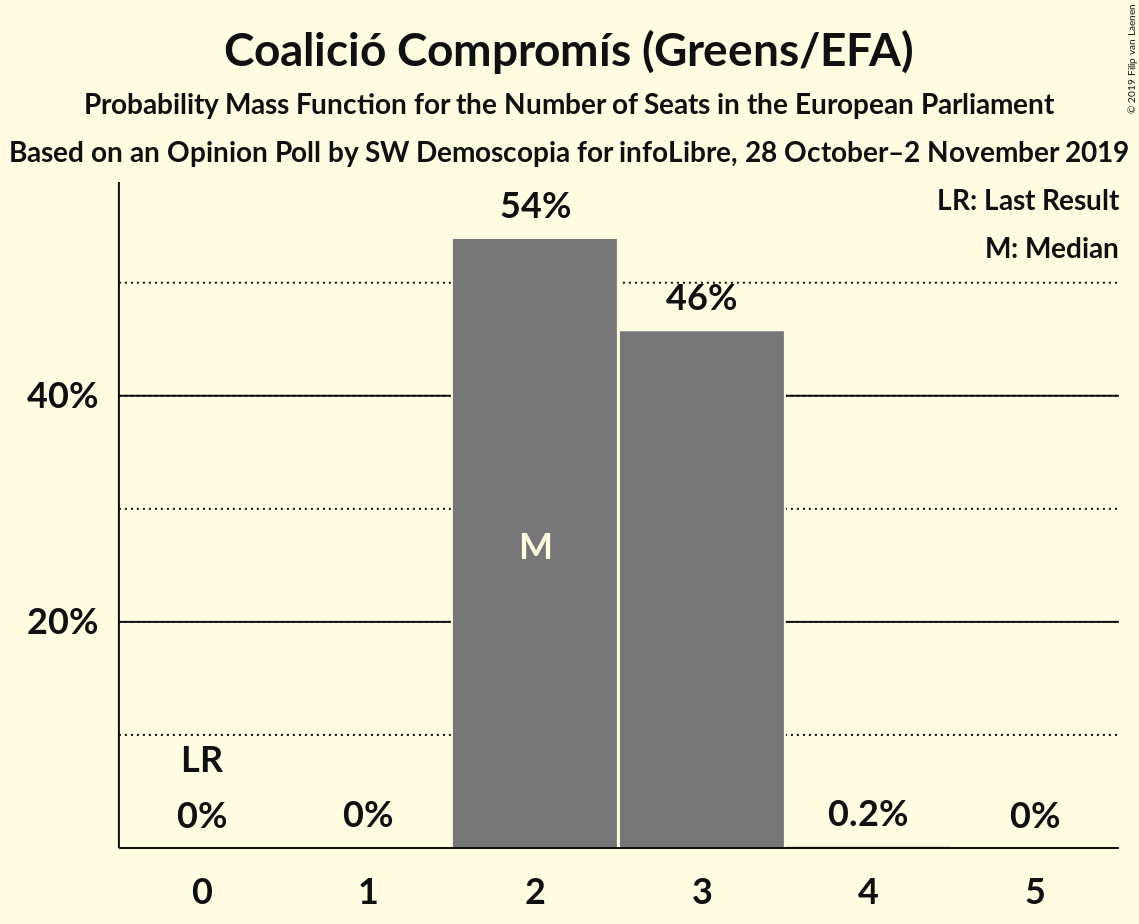 Coalició Compromís (Greens/EFA)
Probability Mass Function for the Number of Seats in the European Parliament
Based on an Opinion Poll by SW Demoscopia for infoLibre, 28 October–2 November 2019
© 2019 Filip van Laenen
LR: Last Result
M: Median
54%
46%
40%
M
20%
LR
0%
0%
0.2%
0%
0
1
2
3
4
5